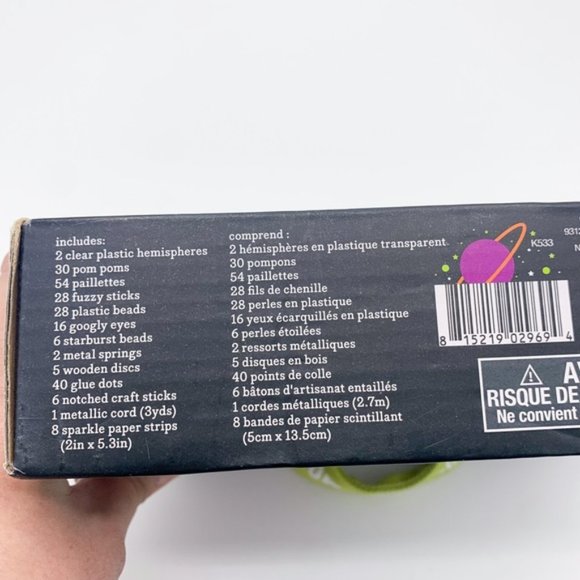 includes:
2 clear plastic hemispheres
30 pom poms
54 paillettes
28 fuzzy sticks
28 plastic beads
16 googly eyes
6 starburst beads
2 metal springs
5 wooden discs
40 glue dots
6 notched craft sticks
1 metallic cord (3yds)
8 sparkle paper strips
(2in x 5.3in)
comprend :
2 hémisphères en plastique transparent
30 pompons
54 paillettes
28 fils de chenille
28 perles en plastique
16 yeux écarquillés en plastique
6 perles étoilées
2 ressorts métalliques
5 disques en bois
40 points de colle
6 bâtons d'artisanat entaillés
1 cordes métalliques (2.7m)
8 bandes de papier scintillant
(5cm x 13.5cm)
K533
8 15219 02969 4
RISQUE DE
Ne convient